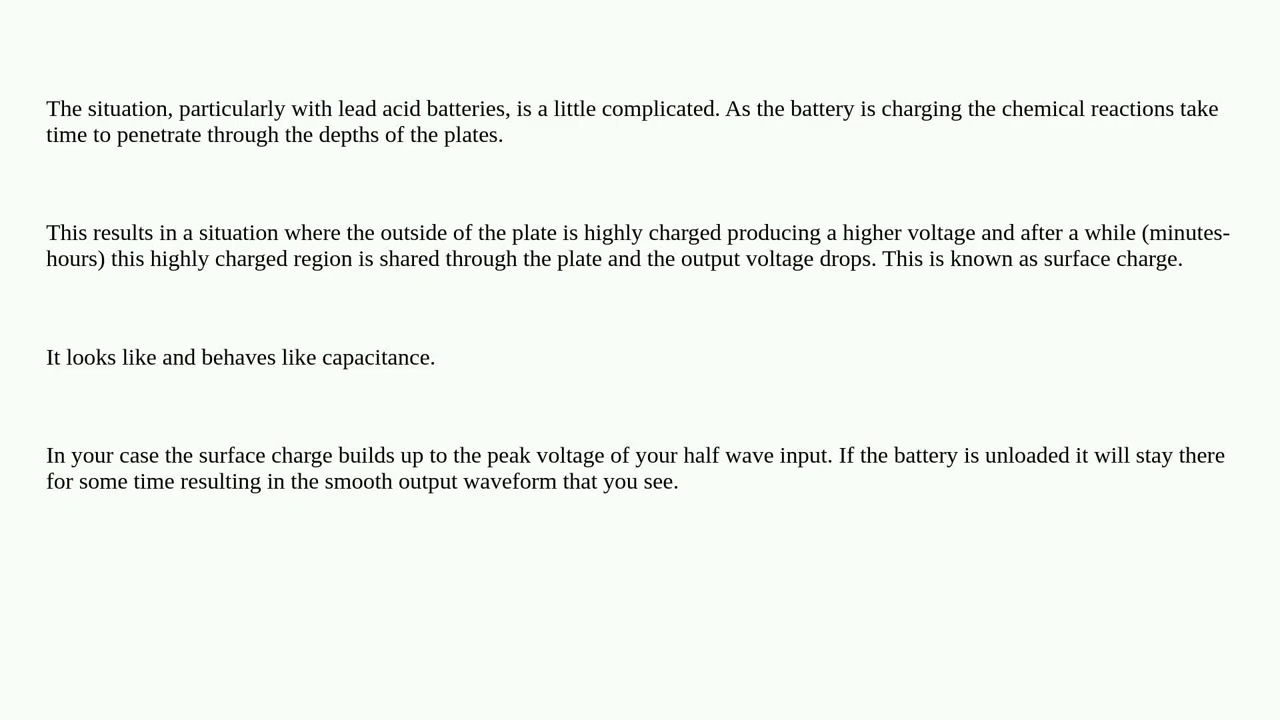 The situation, particularly with lead acid batteries, is a little complicated. As the battery is charging the chemical reactions take
time to penetrate through the depths of the plates.
This results in a situation where the outside of the plate is highly charged producing a higher voltage and after a while (minutes-
hours) this highly charged region is shared through the plate and the output voltage drops. This is known as surface charge.
It looks like and behaves like capacitance.
In your case the surface charge builds up to the peak voltage of your half wave input. If the battery is unloaded it will stay there
for some time resulting in the smooth output waveform that you see.